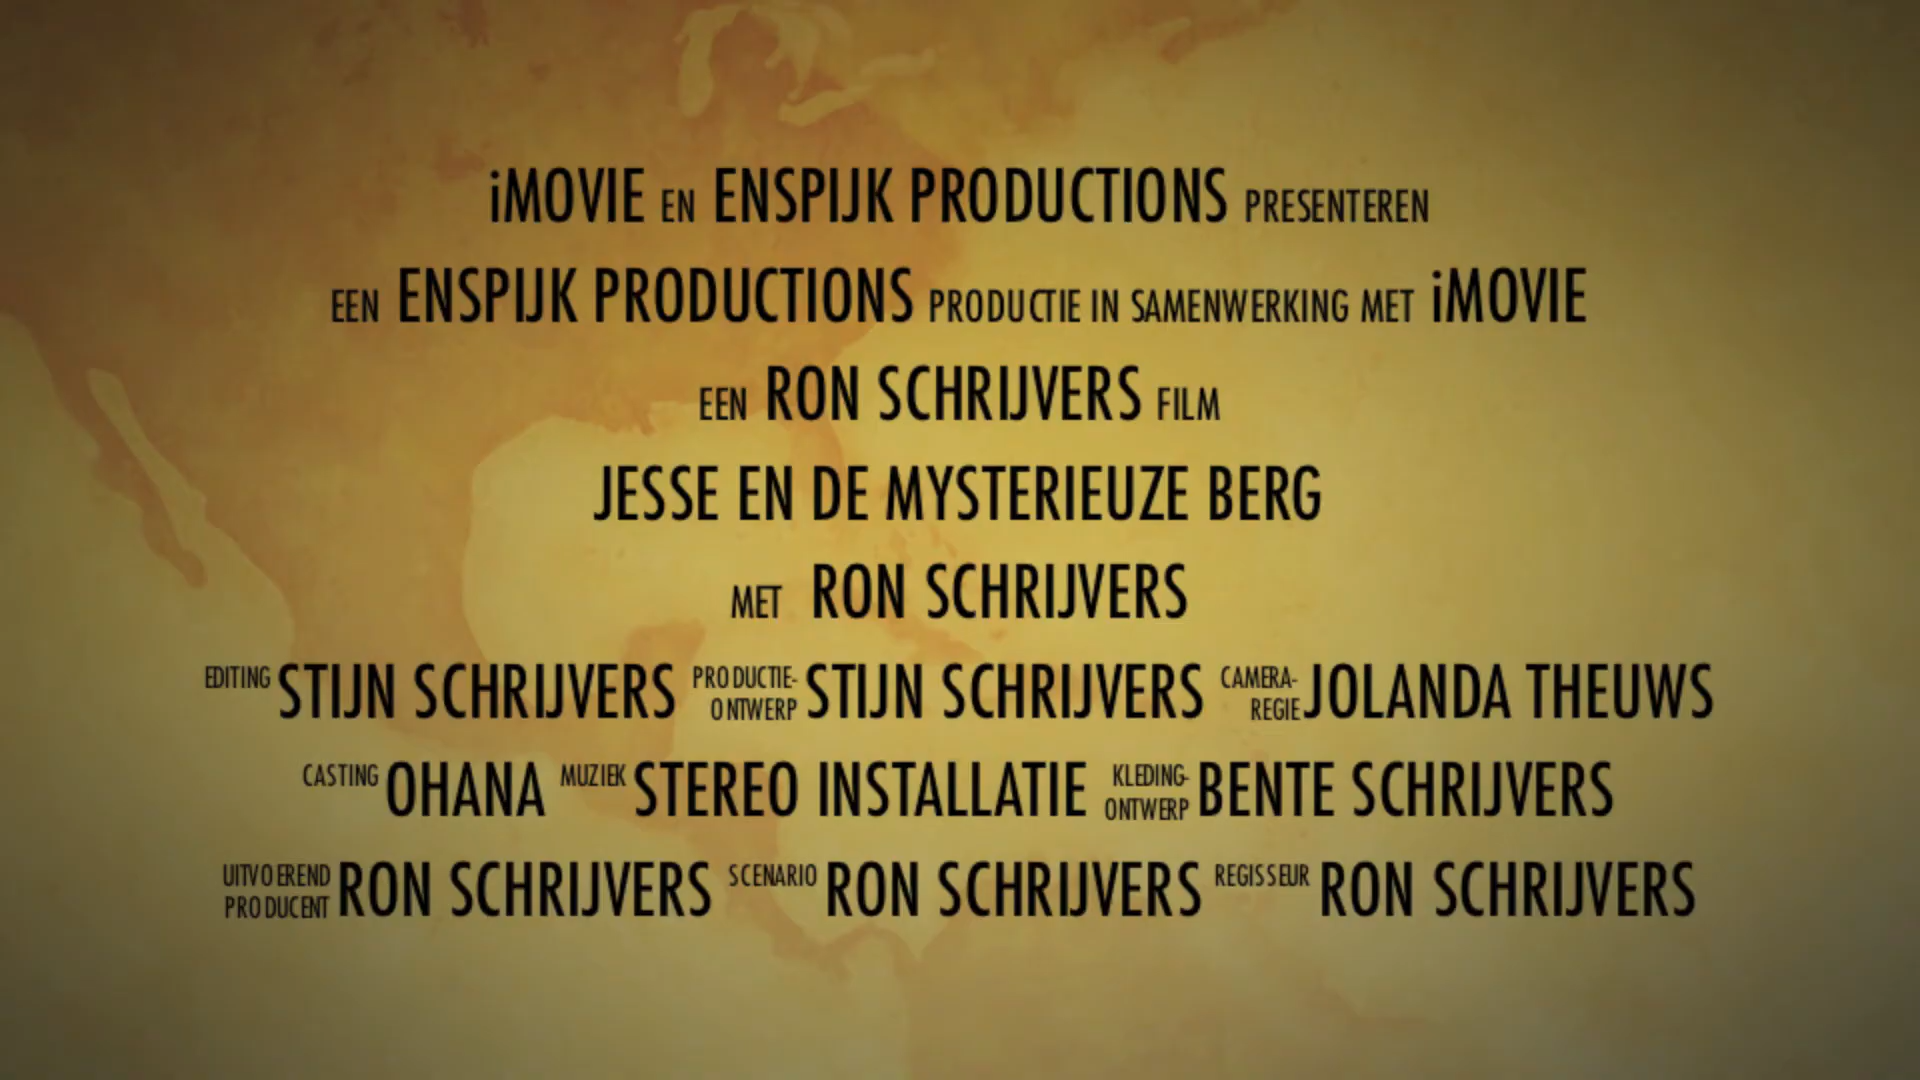 iMOVIE EN ENSPIJK PRODUCTIONS PRESENTEREN
EEN ENSPIJK PRODUCTIONS PRODUCTIE IN SAMENWERKING MET iMOVIE
EEN RON SCHRIJVERS FILM
JESSE EN DE MYSTERIEUZE BERG
MET RON SCHRIJVERS
EDITING STIJN SCHRIJVERS PRODUCTIE-ONTWERP STIJN SCHRIJVERS CAMERA-REGIE JOLANDA THEUWS
CASTING OHANA MUZIEK STEREO INSTALLATIE KLEDING-ONTWERP BENTE SCHRIJVERS
UITVOEREND PRODUCENT RON SCHRIJVERS SCENARIO RON SCHRIJVERS REGISSEUR RON SCHRIJVERS